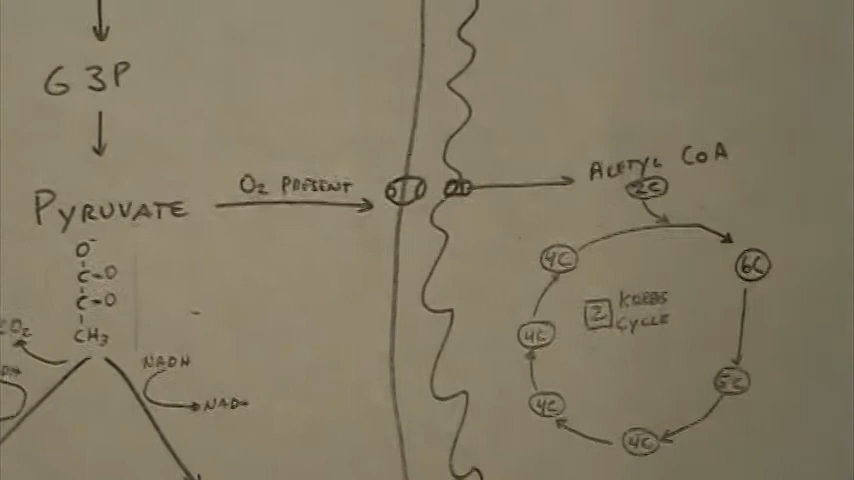 G3P
PYRUVATE
O2 PRESENT
ACETYL CoA
2C
6C
5C
4C
4C
4C
4C
2 KREBS
CYCLE
O-
C=O
C=O
CH3
CO2
NADH
NAD+